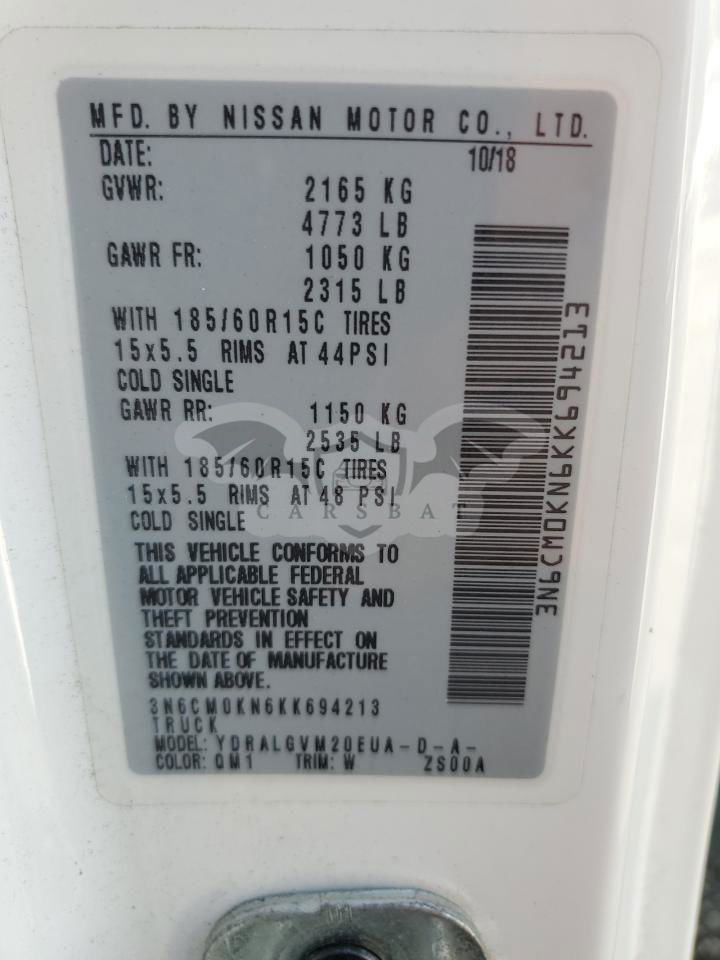 MFD. BY NISSAN MOTOR CO., LTD.
DATE: 10/18
GVWR: 2165 KG
4773 LB
GAWR FR: 1050 KG
2315 LB
WITH 185/60R15C TIRES
15x5.5 RIMS AT 44PSI
COLD SINGLE
GAWR RR: 1150 KG
2535 LB
WITH 185/60R15C TIRES
15x5.5 RIMS AT 48 PSI
COLD SINGLE
THIS VEHICLE CONFORMS TO
ALL APPLICABLE FEDERAL
MOTOR VEHICLE SAFETY AND
THEFT PREVENTION
STANDARDS IN EFFECT ON
THE DATE OF MANUFACTURE
SHOWN ABOVE.
3N6CM0KN6KK694213
TRUCK
MODEL: YDRALGVM20EUA-D-A-
COLOR: QM1 TRIM: W ZS00A
3N6CM0KN6KK694213
CARSBAT